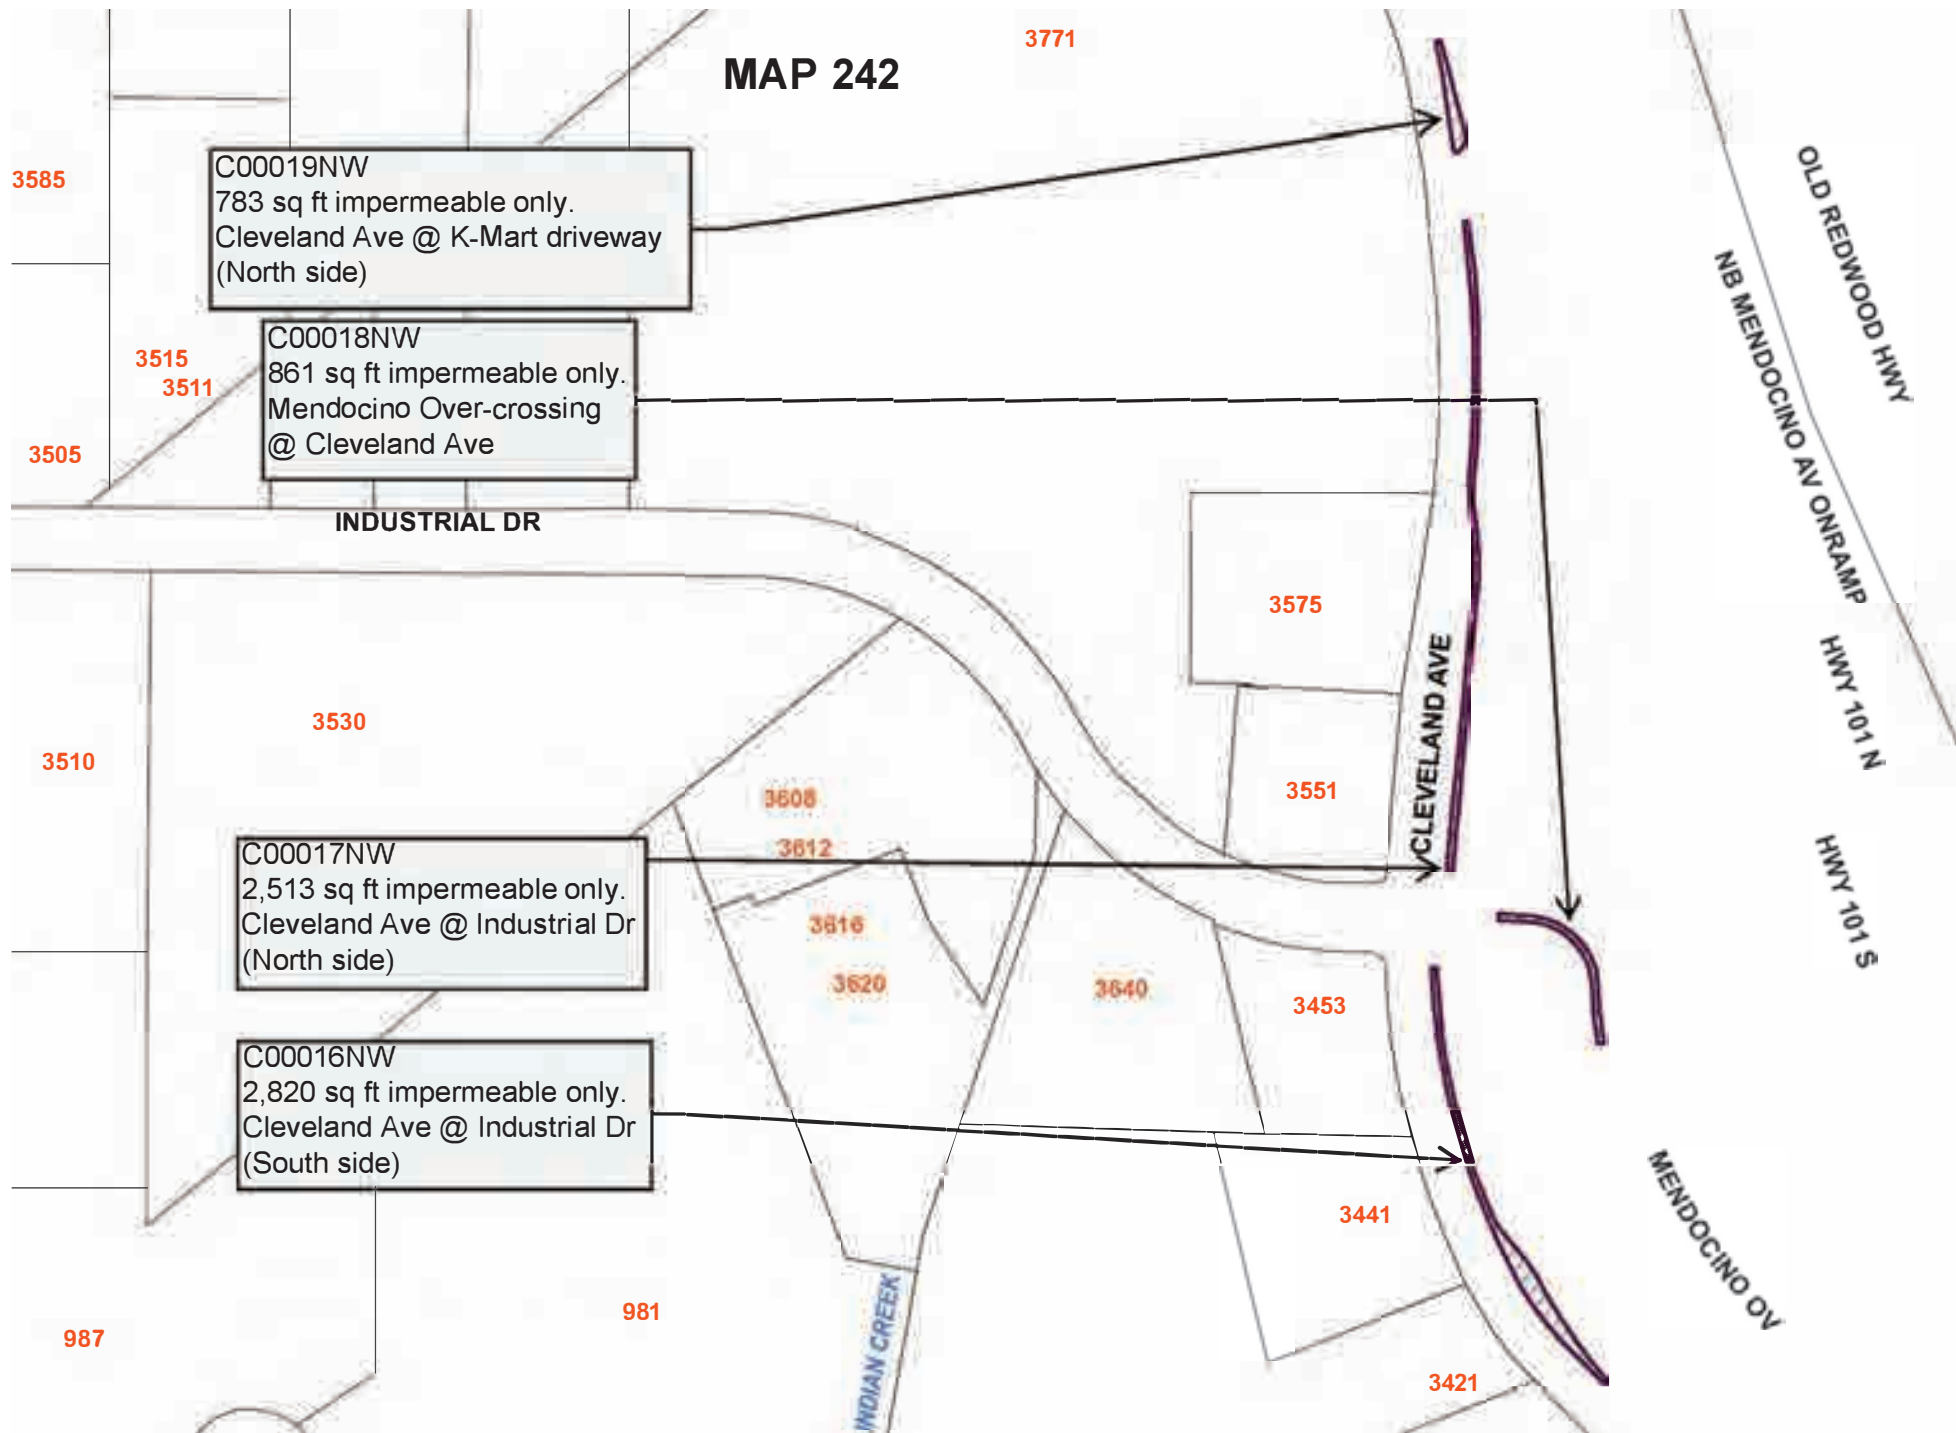 3771
MAP 242
OLD REDWOOD HWY
3585
C00019NW
783 sq ft impermeable only.
Cleveland Ave @ K-Mart driveway
(North side)
NB MENDOCINO AV ONRAMP
C00018NW
861 sq ft impermeable only.
Mendocino Over-crossing
@ Cleveland Ave
3515
3511
3505
INDUSTRIAL DR
3575
CLEVELAND AVE
HWY 101 N
3530
3510
3551
3608
3612
C00017NW
2,513 sq ft impermeable only.
Cleveland Ave @ Industrial Dr
(North side)
HWY 101 S
3616
3620
3640
3453
C00016NW
2,820 sq ft impermeable only.
Cleveland Ave @ Industrial Dr
(South side)
MENDOCINO OV
3441
981
987
INDIAN CREEK
3421